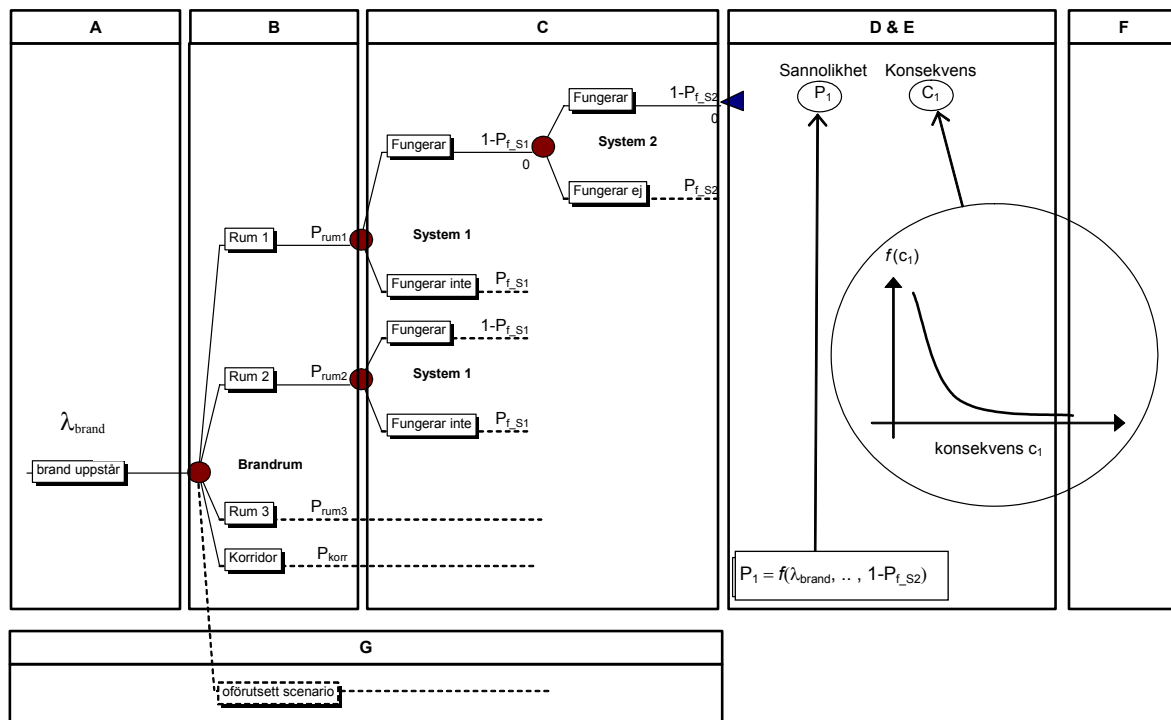 A
B
C
D & E
F
Sannolikhet
Konsekvens
P1
C1
Fungerar
1-Pf_S2
0
System 2
Fungerar
1-Pf_S1
0
Fungerar ej
Pf_S2
Rum 1
Prum1
System 1
Fungerar inte
Pf_S1
Fungerar
1-Pf_S1
Rum 2
Prum2
System 1
Fungerar inte
Pf_S1
f(c1)
konsekvens c1
λbrand
brand uppstår
Brandrum
Rum 3
Prum3
Korridor
Pkorr
P1 = f(λbrand, .. , 1-Pf_S2)
G
oförutsett scenario